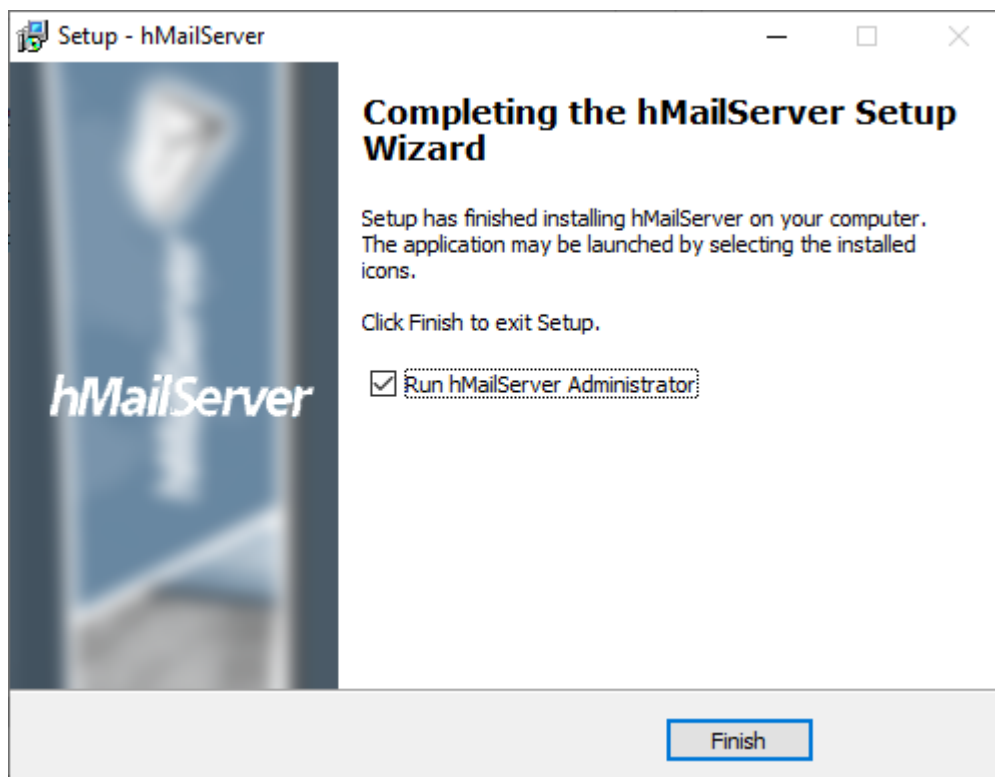 Setup - hMailServer
Completing the hMailServer Setup
Wizard
Setup has finished installing hMailServer on your computer.
The application may be launched by selecting the installed
icons.
Click Finish to exit Setup.
Run hMailServer Administrator
hMailServer
Finish